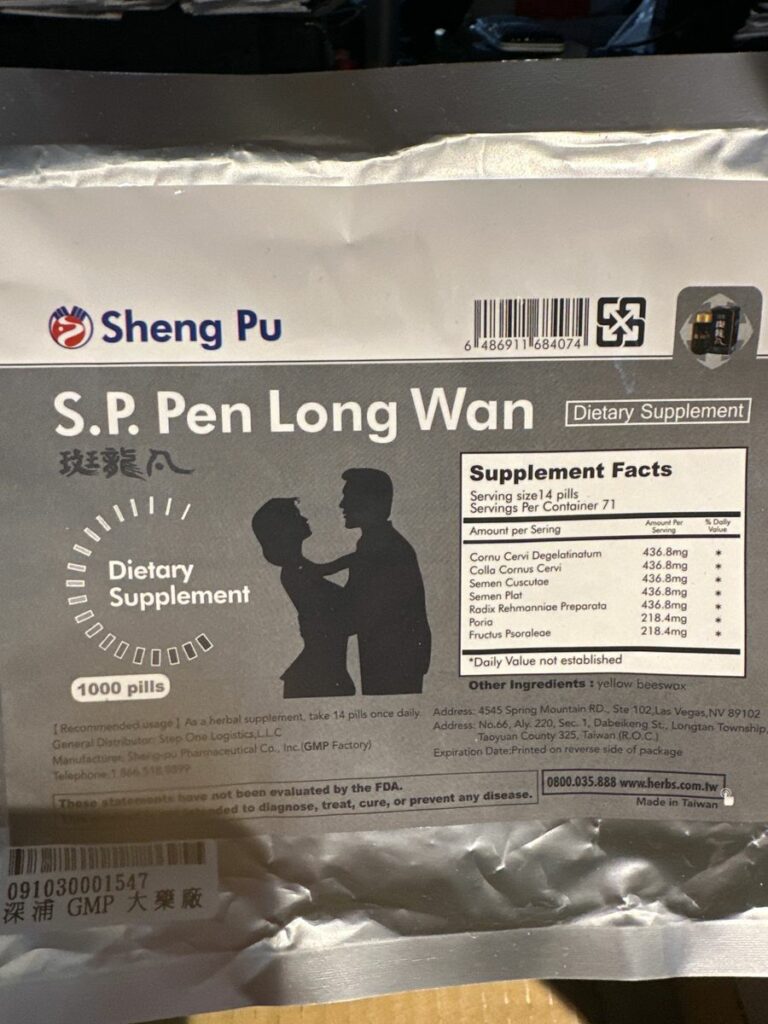 Sheng Pu
6 486911 684074
S.P. Pen Long Wan
Dietary Supplement
斑龍丸
Dietary
Supplement
1000 pills
Supplement Facts
Serving size14 pills
Servings Per Container 71
Amount per Sering
Amount Per Serving
% Daily Value
Cornu Cervi Degelatinatum 436.8mg *
Colla Cornus Cervi 436.8mg *
Semen Cuscutae 436.8mg *
Semen Plat 436.8mg *
Radix Rehmanniae Preparata 436.8mg *
Poria 218.4mg *
Fructus Psoraleae 218.4mg *
*Daily Value not established
Other Ingredients : yellow beeswax
[ Recommended usage ] As a herbal supplement, take 14 pills once daily.
General Distributor: Step One Logistics,L.L.C
Manufacturer: Sheng-pu Pharmaceutical Co., Inc.(GMP Factory)
Telephone:1 866 518 9899
Address: 4545 Spring Mountain RD., Ste 102,Las Vegas,NV 89102
Address: No.66, Aly. 220, Sec. 1, Dabeikeng St., Longtan Township,
Taoyuan County 325, Taiwan.(R.O.C.)
Expiration Date:Printed on reverse side of package
These statements have not been evaluated by the FDA.
to diagnose, treat, cure, or prevent any disease.
0800.035.888 www.herbs.com.tw
Made in Taiwan
091030001547
深浦 GMP 大藥廠